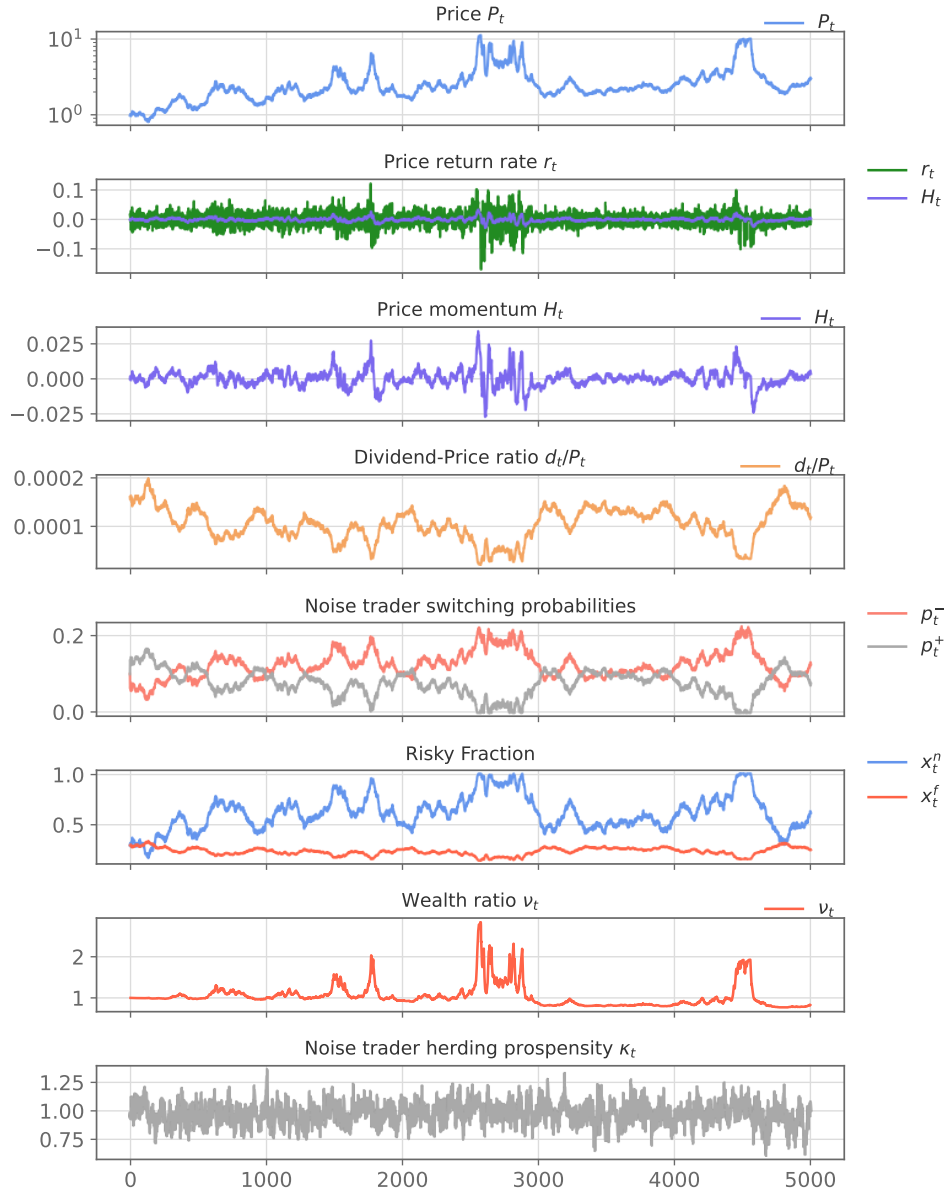 Price P_t
P_t
10^1
10^0
Price return rate r_t
0.1
0.0
−0.1
r_t
H_t
Price momentum H_t
H_t
0.025
0.000
−0.025
Dividend-Price ratio d_t/P_t
d_t/P_t
0.0002
0.0001
Noise trader switching probabilities
0.2
0.0
p_t^−
p_t^+
Risky Fraction
1.0
0.5
x_t^n
x_t^f
Wealth ratio ν_t
ν_t
2
1
Noise trader herding prospensity κ_t
1.25
1.00
0.75
0 1000 2000 3000 4000 5000